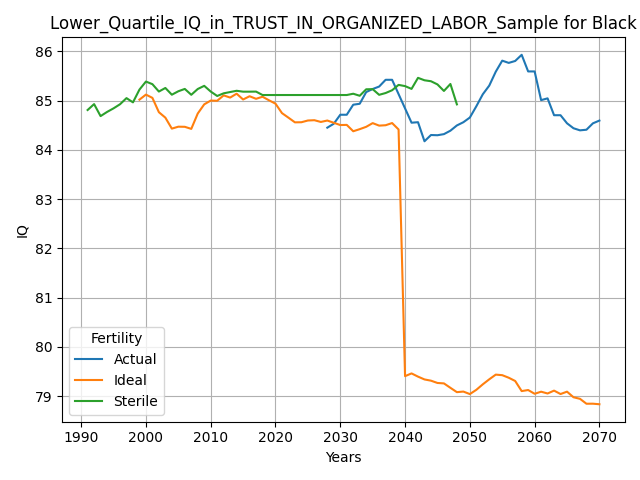 Lower_Quartile_IQ_in_TRUST_IN_ORGANIZED_LABOR_Sample for Black
86
85
84
83
82
81
80
79
IQ
Fertility
Actual
Ideal
Sterile
1990 2000 2010 2020 2030 2040 2050 2060 2070
Years